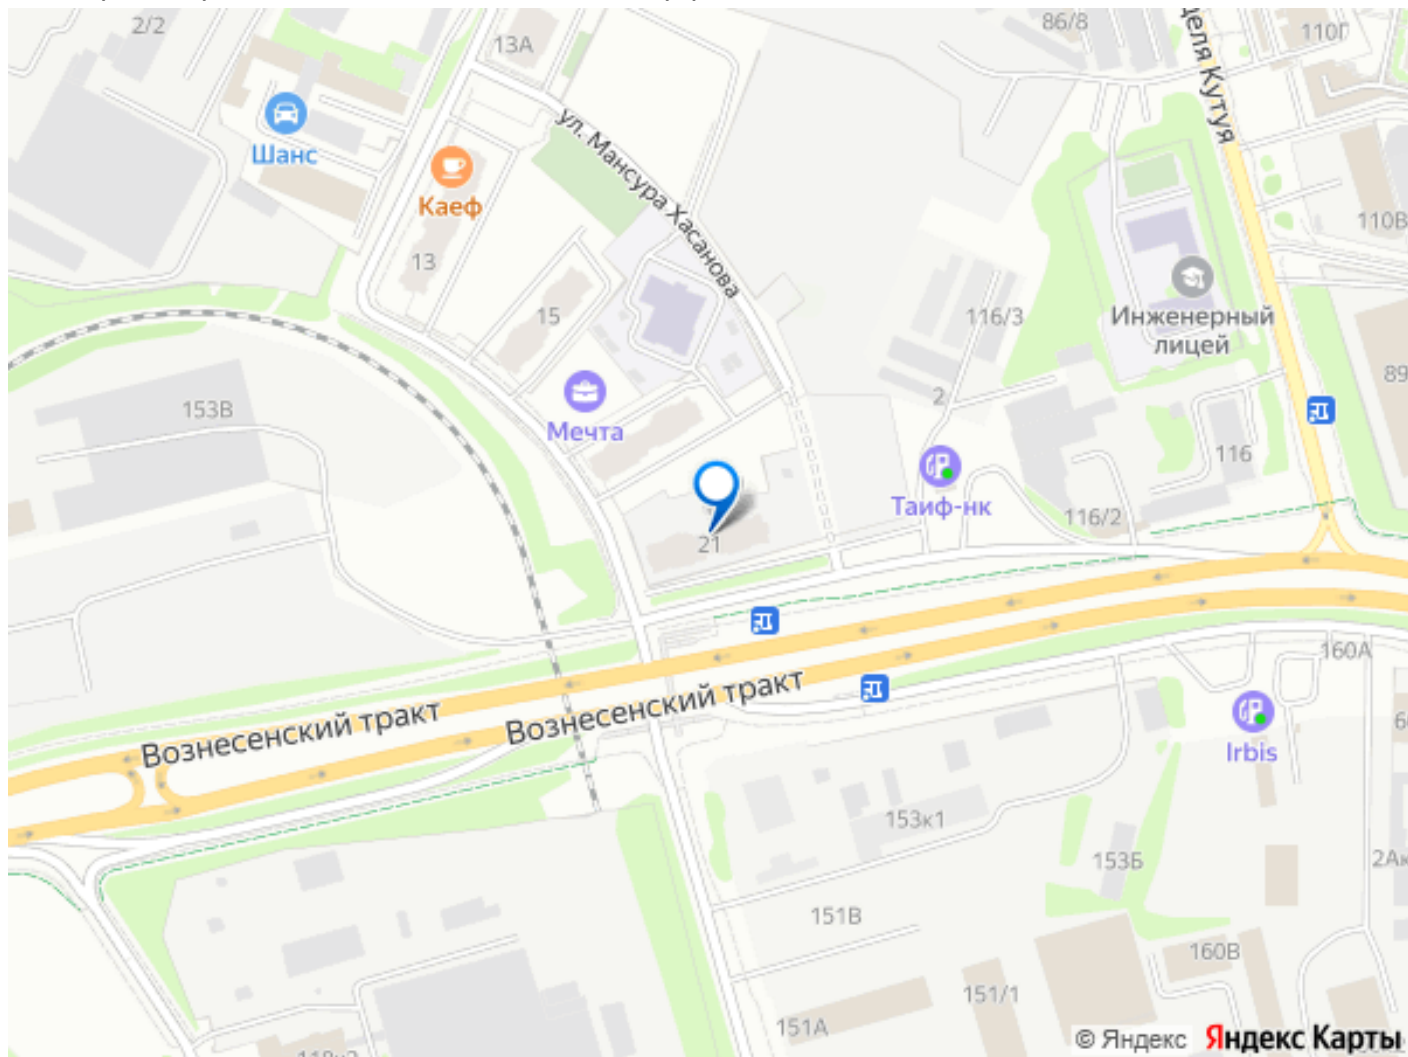 2/2
13А
86/8
110Г
деля Кутуя
ул. Мансура Хасанова
Шанс
Каеф
110В
13
15
116/3
Инженерный
лицей
89
153В
2
Мечта
116
Таиф-нк
116/2
21
160А
Вознесенский тракт
Вознесенский тракт
Irbis
153к1
153Б
2Ак
151В
160В
151/1
151А
© Яндекс
Яндекс Карты